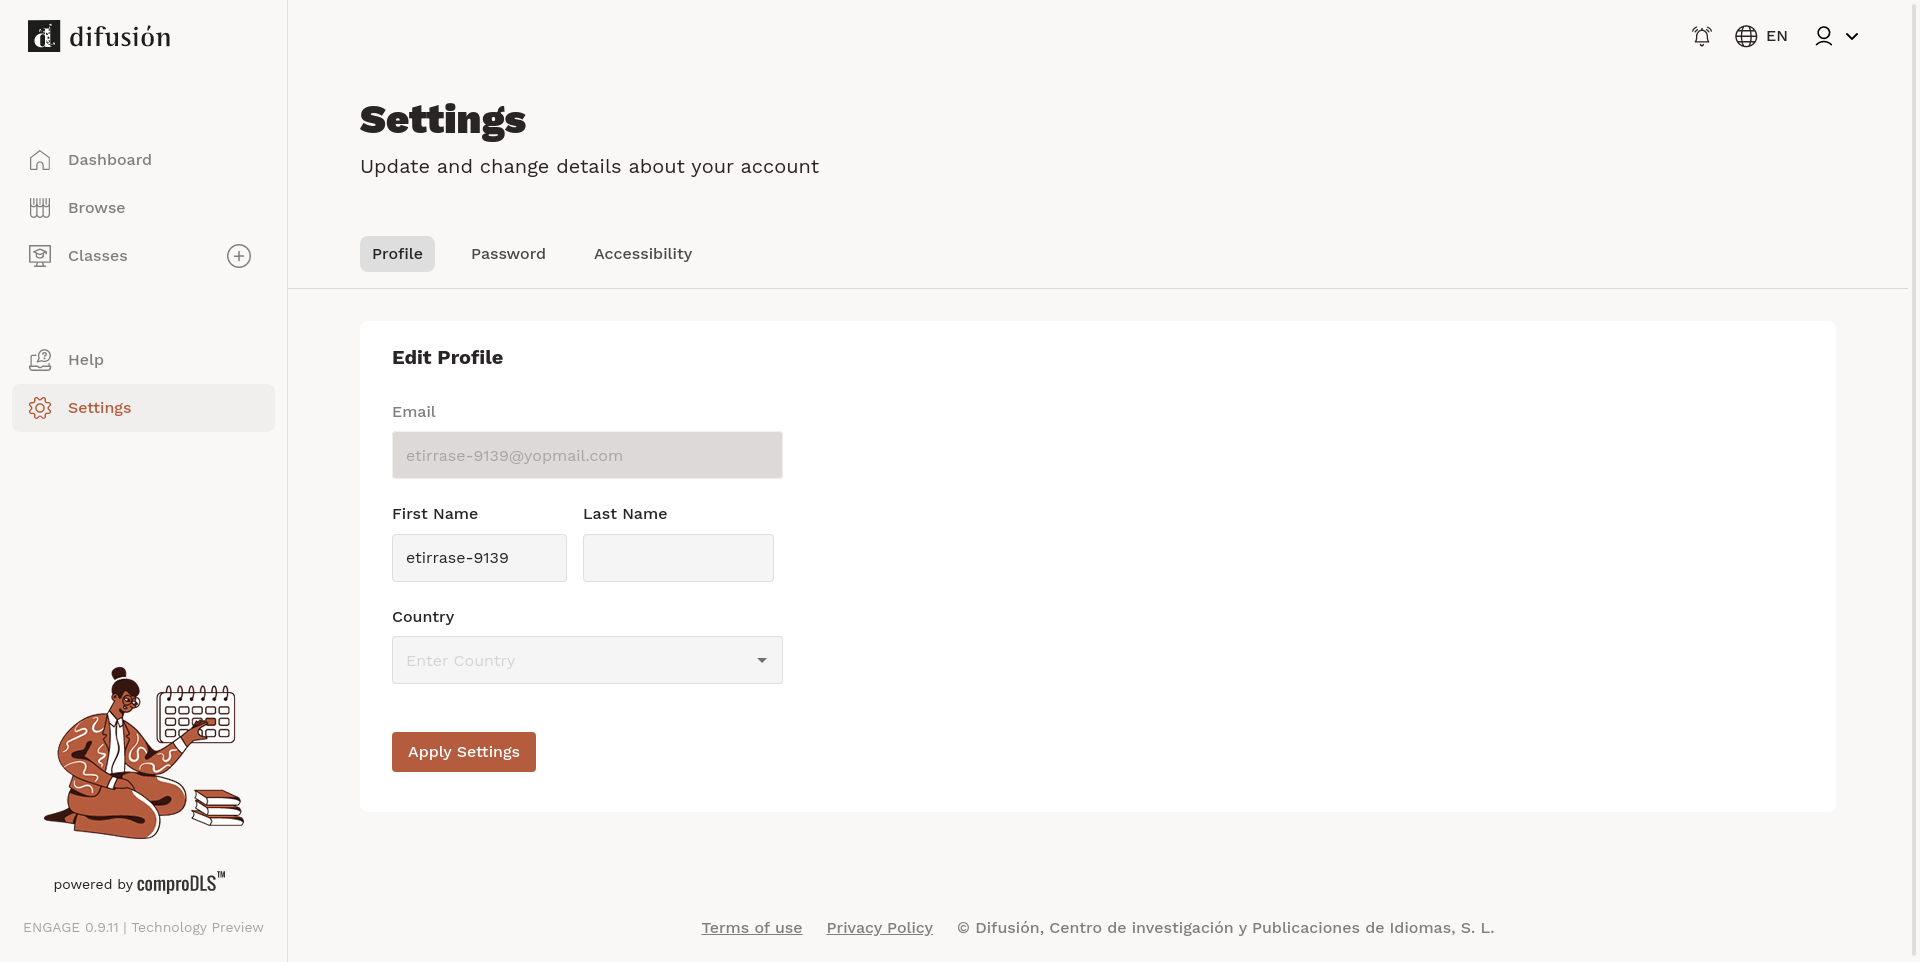 difusión
EN
Dashboard
Browse
Classes
Help
Settings
powered by comproDLS™
ENGAGE 0.9.11 | Technology Preview
Settings
Update and change details about your account
Profile
Password
Accessibility
Edit Profile
Email
etirrase-9139@yopmail.com
First Name
Last Name
etirrase-9139
Country
Enter Country
Apply Settings
Terms of use
Privacy Policy
© Difusión, Centro de investigación y Publicaciones de Idiomas, S. L.